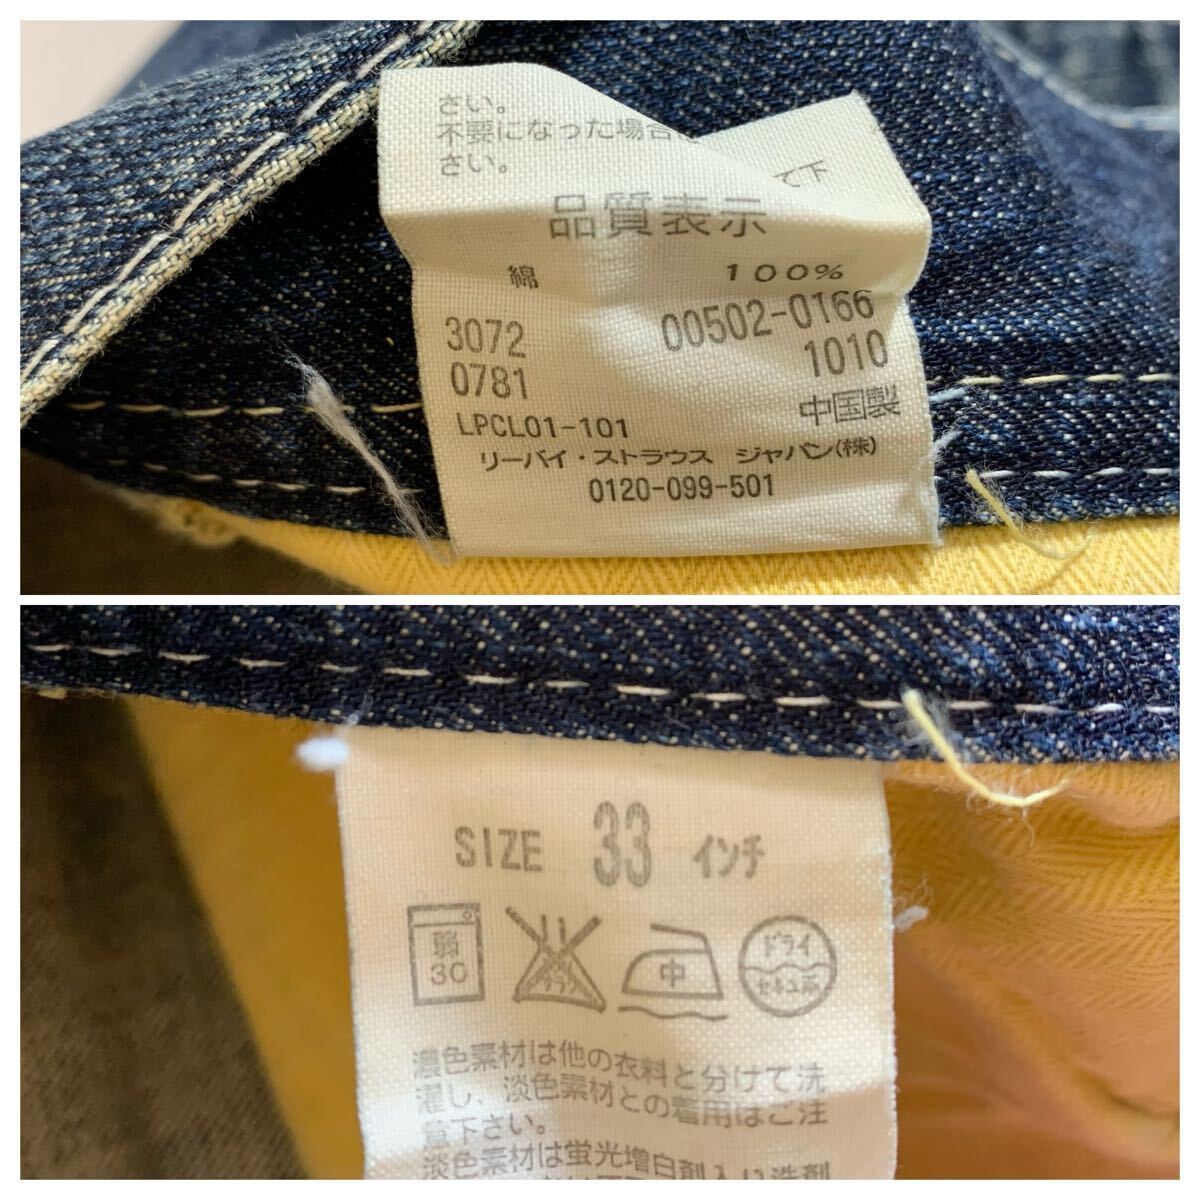 さい。
不要になった場合
さい。
品質表示
綿 100%
3072 00502-0166
0781 1010
LPCL01-101 中国製
リーバイ・ストラウス ジャパン(株)
0120-099-501
SIZE 33 インチ
弱 30
中
ドライ
セキユ系
濃色素材は他の衣料と分けて洗
濯し、淡色素材との着用はご注
意下さい。
淡色素材は蛍光増白剤入り洗剤